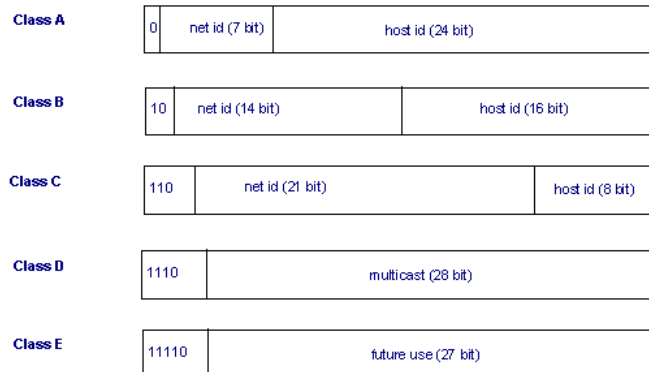 Class A 0 net id (7 bit) host id (24 bit)
Class B 10 net id (14 bit) host id (16 bit)
Class C 110 net id (21 bit) host id (8 bit)
Class D 1110 multicast (28 bit)
Class E 11110 future use (27 bit)